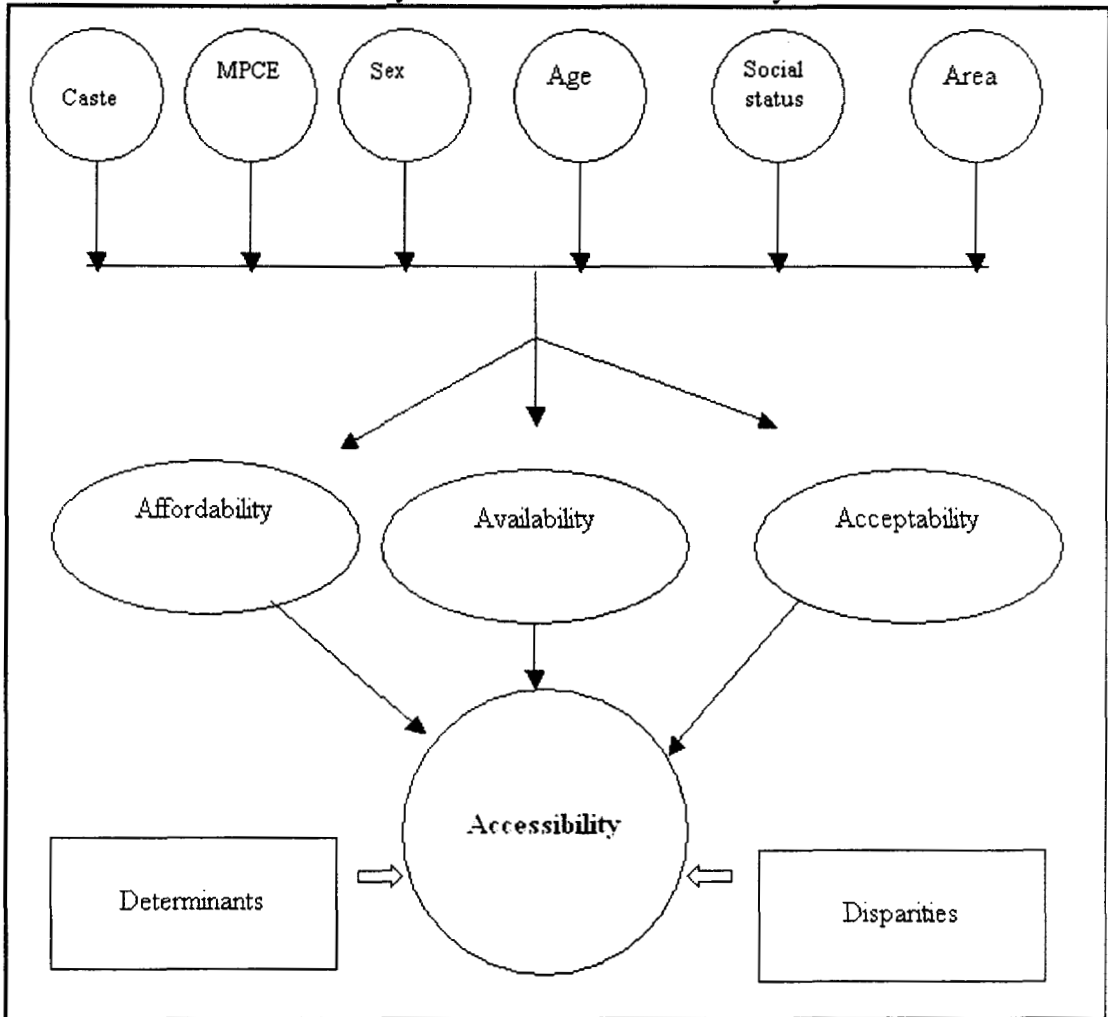 Caste
MPCE
Sex
Age
Social
status
Area
Affordability
Availability
Acceptability
Accessibility
Determinants
Disparities